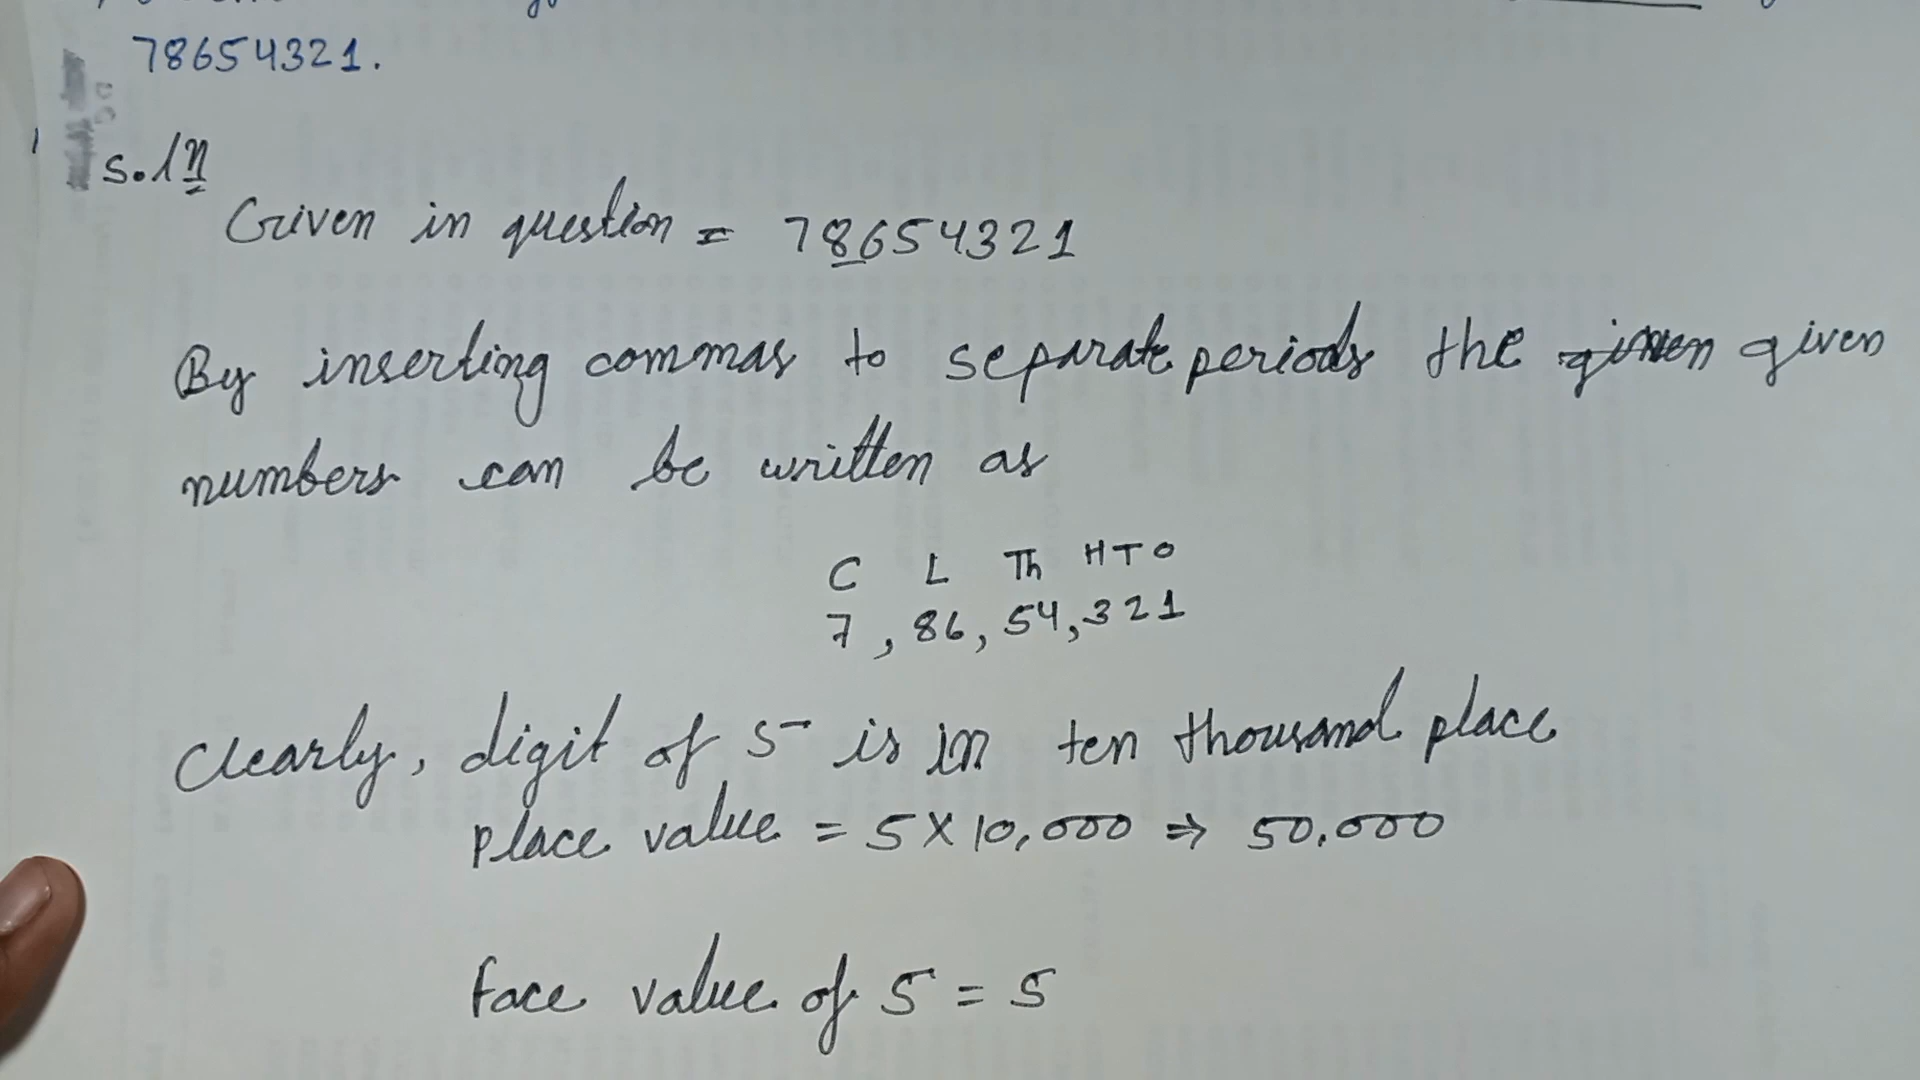 78654321.
Soln
Given in question = 78654321
By inserting commas to separate periods the given given
numbers can be written as
C L Th H T O
7, 86, 54, 321
Clearly, digit of 5 is in ten thousand place
place value = 5 × 10,000 ⇒ 50,000
face value of 5 = 5